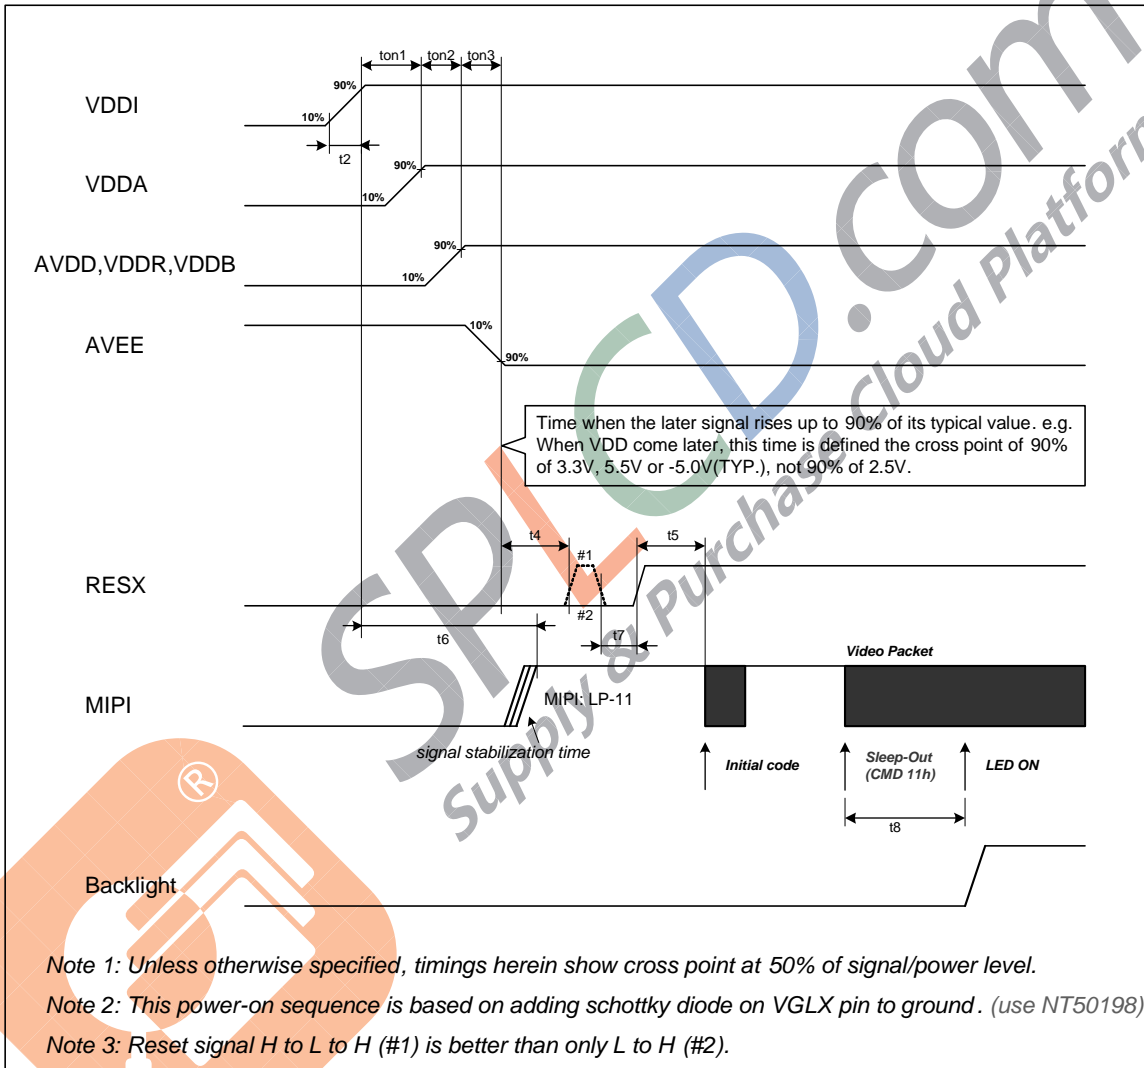 ton1 ton2 ton3
VDDI
90%
10%
t2
VDDA
90%
10%
AVDD,VDDR,VDDB
90%
10%
AVEE
10%
90%
Time when the later signal rises up to 90% of its typical value. e.g.
When VDD come later, this time is defined the cross point of 90%
of 3.3V, 5.5V or -5.0V(TYP.), not 90% of 2.5V.
t4
t5
#1
RESX
#2
t6
t7
Video Packet
MIPI
MIPI: LP-11
signal stabilization time
Initial code
Sleep-Out
(CMD 11h)
LED ON
t8
Backlight
Note 1: Unless otherwise specified, timings herein show cross point at 50% of signal/power level.
Note 2: This power-on sequence is based on adding schottky diode on VGLX pin to ground. (use NT50198)
Note 3: Reset signal H to L to H (#1) is better than only L to H (#2).
SPLCD.com
Supply & Purchase Cloud Platform
®